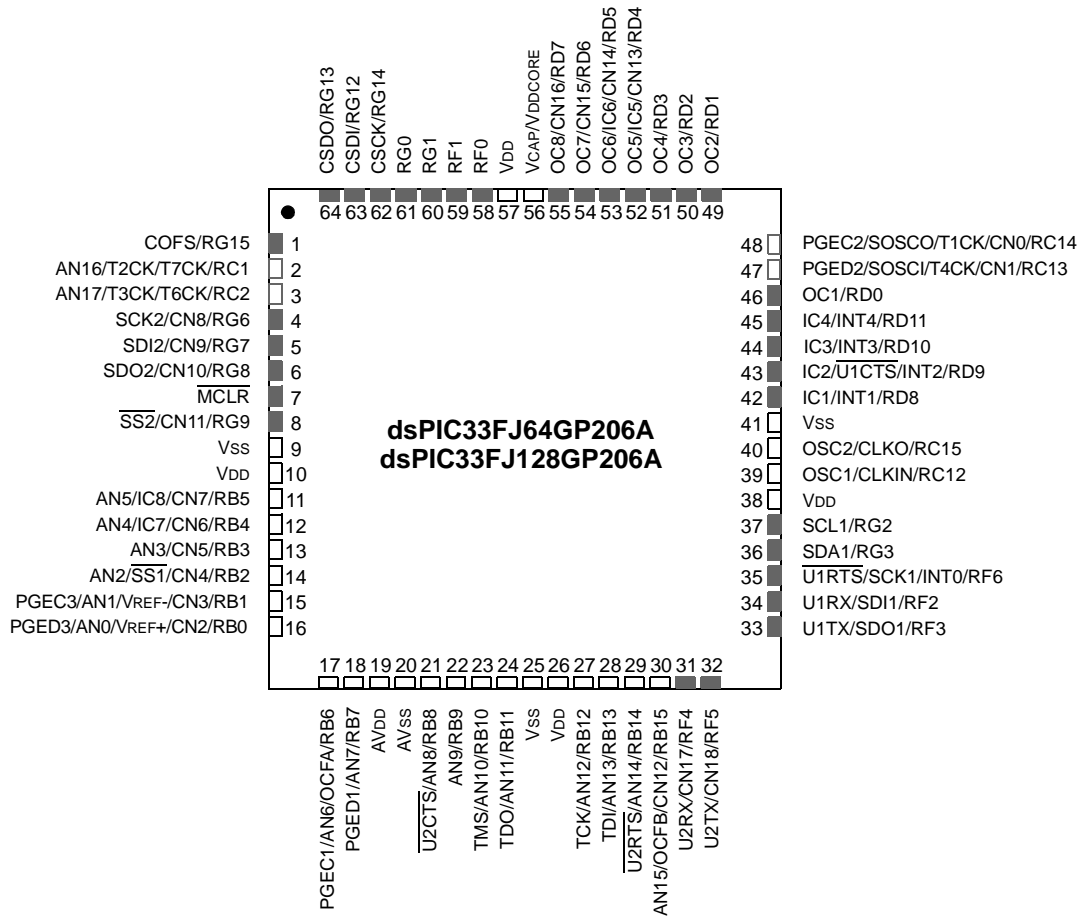 CSDO/RG13
CSDI/RG12
CSCK/RG14
RG0
RG1
RF1
RF0
VDD
VCAP/VDDCORE
OC8/CN16/RD7
OC7/CN15/RD6
OC6/IC6/CN14/RD5
OC5/IC5/CN13/RD4
OC4/RD3
OC3/RD2
OC2/RD1
64 63 62 61 60 59 58 57 56 55 54 53 52 51 50 49
COFS/RG15 1
AN16/T2CK/T7CK/RC1 2
AN17/T3CK/T6CK/RC2 3
SCK2/CN8/RG6 4
SDI2/CN9/RG7 5
SDO2/CN10/RG8 6
MCLR 7
SS2/CN11/RG9 8
VSS 9
VDD 10
AN5/IC8/CN7/RB5 11
AN4/IC7/CN6/RB4 12
AN3/CN5/RB3 13
AN2/SS1/CN4/RB2 14
PGEC3/AN1/VREF-/CN3/RB1 15
PGED3/AN0/VREF+/CN2/RB0 16
dsPIC33FJ64GP206A
dsPIC33FJ128GP206A
48 PGEC2/SOSCO/T1CK/CN0/RC14
47 PGED2/SOSCI/T4CK/CN1/RC13
46 OC1/RD0
45 IC4/INT4/RD11
44 IC3/INT3/RD10
43 IC2/U1CTS/INT2/RD9
42 IC1/INT1/RD8
41 VSS
40 OSC2/CLKO/RC15
39 OSC1/CLKIN/RC12
38 VDD
37 SCL1/RG2
36 SDA1/RG3
35 U1RTS/SCK1/INT0/RF6
34 U1RX/SDI1/RF2
33 U1TX/SDO1/RF3
17 18 19 20 21 22 23 24 25 26 27 28 29 30 31 32
PGEC1/AN6/OCFA/RB6
PGED1/AN7/RB7
AVDD
AVSS
U2CTS/AN8/RB8
AN9/RB9
TMS/AN10/RB10
TDO/AN11/RB11
VSS
VDD
TCK/AN12/RB12
TDI/AN13/RB13
U2RTS/AN14/RB14
AN15/OCFB/CN12/RB15
U2RX/CN17/RF4
U2TX/CN18/RF5